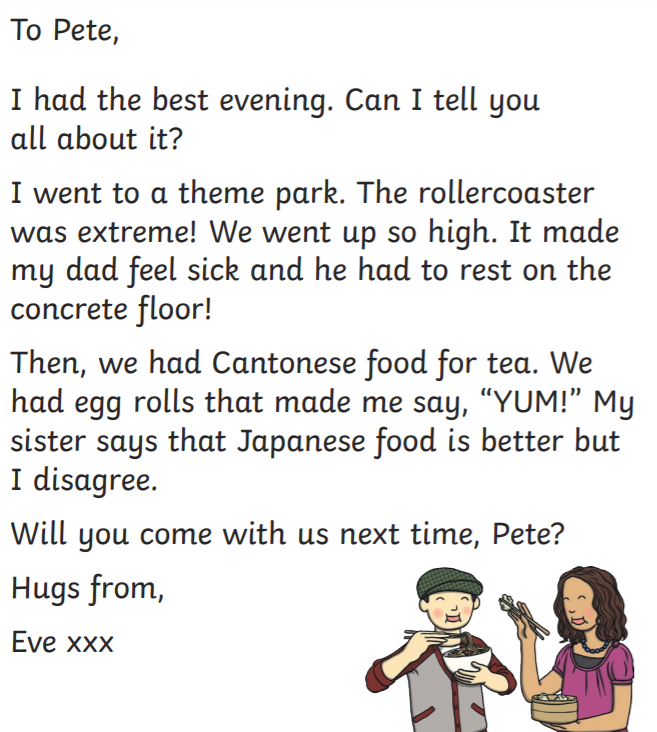 To Pete,
I had the best evening. Can I tell you
all about it?
I went to a theme park. The rollercoaster
was extreme! We went up so high. It made
my dad feel sick and he had to rest on the
concrete floor!
Then, we had Cantonese food for tea. We
had egg rolls that made me say, “YUM!” My
sister says that Japanese food is better but
I disagree.
Will you come with us next time, Pete?
Hugs from,
Eve xxx